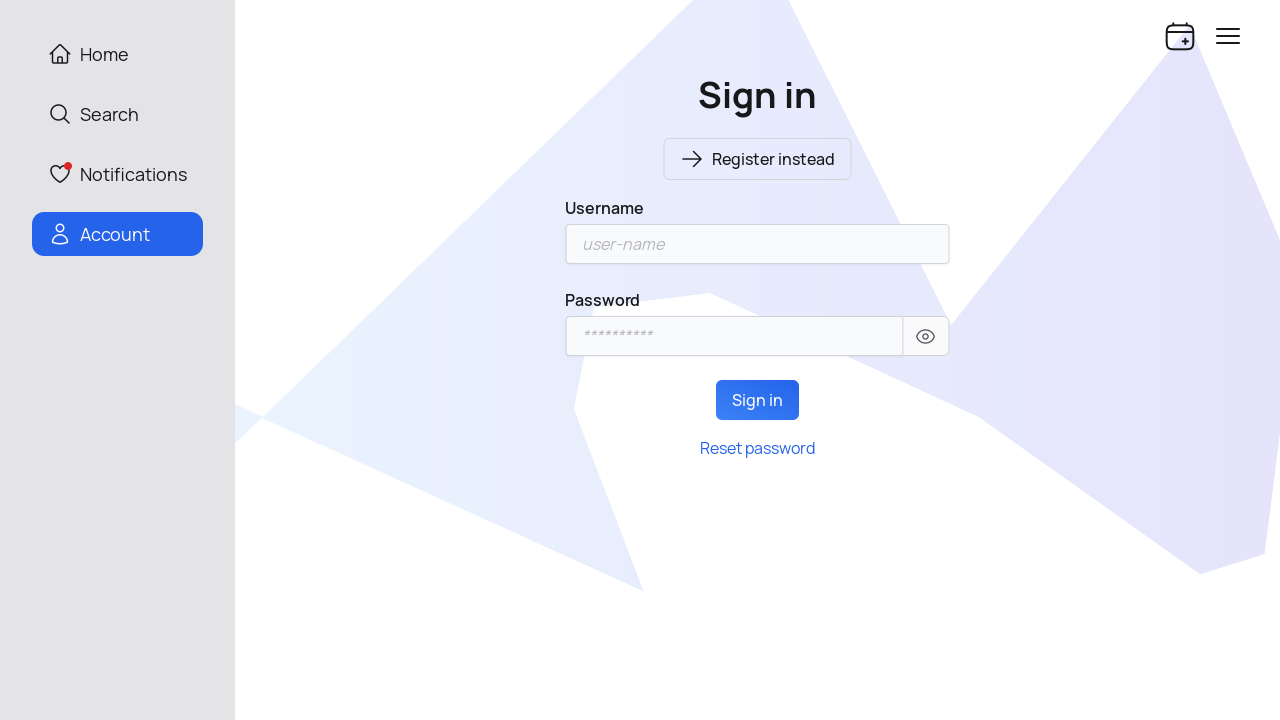 Home
Search
Notifications
Account
Sign in
Register instead
Username
user-name
Password
**********
Sign in
Reset password